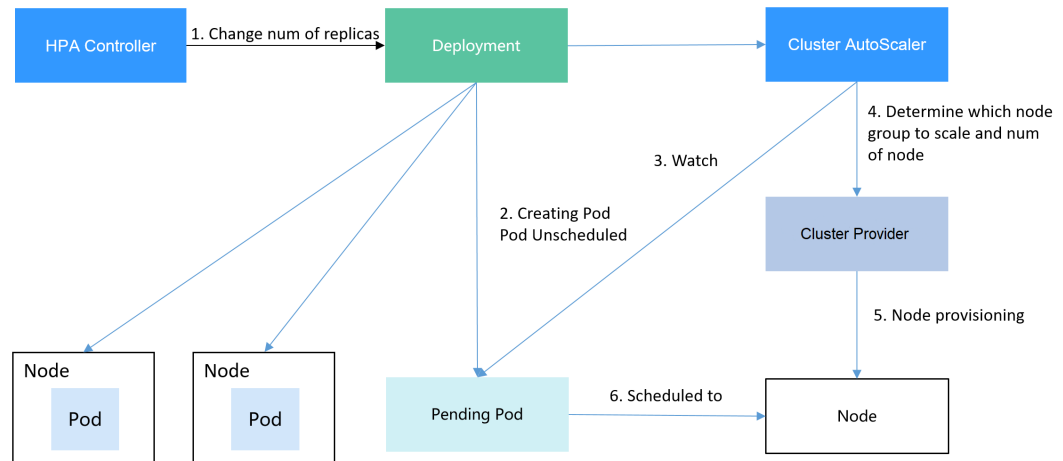 HPA Controller
1. Change num of replicas
Deployment
Cluster AutoScaler
4. Determine which node
group to scale and num
of node
3. Watch
2. Creating Pod
Pod Unscheduled
Cluster Provider
5. Node provisioning
Node
Pod
Node
Pod
Pending Pod
6. Scheduled to
Node